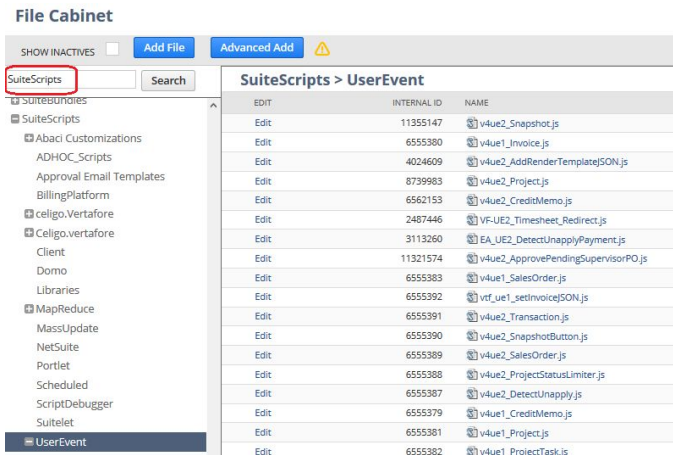 File Cabinet
SHOW INACTIVES Add File Advanced Add
SuiteScripts Search
SuiteBundles
SuiteScripts
Abaci Customizations
ADHOC_Scripts
Approval Email Templates
BillingPlatform
celigo.Vertafore
Celigo.vertafore
Client
Domo
Libraries
MapReduce
MassUpdate
NetSuite
Portlet
Scheduled
ScriptDebugger
Suitelet
UserEvent
SuiteScripts > UserEvent
EDIT INTERNAL ID NAME
Edit 11355147 v4ue2_Snapshot.js
Edit 6555380 v4ue1_Invoice.js
Edit 4024609 v4ue2_AddRenderTemplateJSON.js
Edit 8739983 v4ue2_Project.js
Edit 6562153 v4ue2_CreditMemo.js
Edit 2487446 VF-UE2_Timesheet_Redirect.js
Edit 3113260 EA_UE2_DetectUnapplyPayment.js
Edit 11321574 v4ue2_ApprovePendingSupervisorPO.js
Edit 6555383 v4ue1_SalesOrder.js
Edit 6555392 vtf_ue1_setInvoiceJSON.js
Edit 6555391 v4ue2_Transaction.js
Edit 6555390 v4ue2_SnapshotButton.js
Edit 6555389 v4ue2_SalesOrder.js
Edit 6555388 v4ue2_ProjectStatusLimiter.js
Edit 6555387 v4ue2_DetectUnapply.js
Edit 6555379 v4ue1_CreditMemo.js
Edit 6555381 v4ue1_Project.js
Edit 6555382 v4ue1_ProjectTask.js